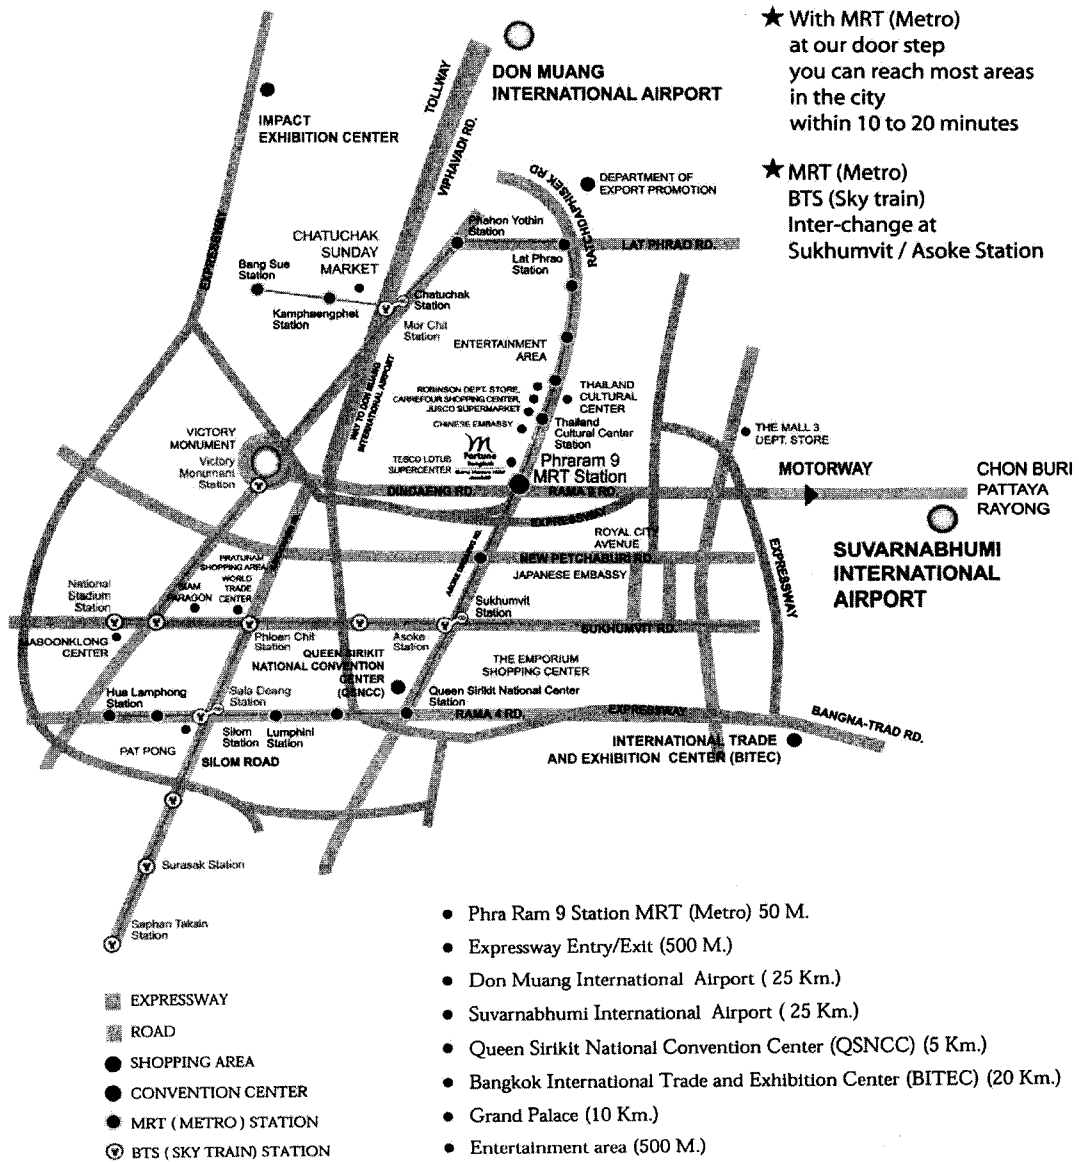 ★ With MRT (Metro)
at our door step
you can reach most areas
in the city
within 10 to 20 minutes
★ MRT (Metro)
BTS (Sky train)
Inter-change at
Sukhumvit / Asoke Station
DON MUANG
INTERNATIONAL AIRPORT
TOLLWAY
VIPHAVADI RD.
IMPACT
EXHIBITION CENTER
EXPRESSWAY
RATCHDAPHISEK RD
DEPARTMENT OF
EXPORT PROMOTION
Phahon Yothin
Station
LAT PHRAO RD.
Lat Phrao
Station
CHATUCHAK
SUNDAY
MARKET
Bang Sue
Station
Kamphaengphet
Station
Chatuchak
Station
Mor Chit
Station
ENTERTAINMENT
AREA
WAY TO DON MUANG
INTERNATIONAL AIRPORT
ROBINSON DEPT. STORE,
CARREFOUR SHOPPING CENTER,
JUSCO SUPERMARKET
THAILAND
CULTURAL
CENTER
CHINESE EMBASSY
Thailand
Cultural Center
Station
THE MALL 3
DEPT. STORE
VICTORY
MONUMENT
Victory
Monument
Station
TESCO LOTUS
SUPERCENTER
Fortune
Phraram 9
MRT Station
MOTORWAY
CHON BURI
PATTAYA
RAYONG
DINDAENG RD.
RAMA 9 RD.
EXPRESSWAY
ROYAL CITY
AVENUE
SUVARNABHUMI
INTERNATIONAL
AIRPORT
NEW PETCHABURI RD.
JAPANESE EMBASSY
EXPRESSWAY
ASOKE DINDAENG RD.
PRATUNAM
SHOPPING AREA
WORLD
TRADE
CENTER
National
Stadium
Station
SIAM
PARAGON
Sukhumvit
Station
MABOONKLONG
CENTER
Phloen Chit
Station
Asoke
Station
SUKHUMVIT RD.
QUEEN SIRIKIT
NATIONAL CONVENTION
CENTER
(QSNCC)
THE EMPORIUM
SHOPPING CENTER
Hua Lamphong
Station
Sala Daeng
Station
Queen Sirikit National Center
Station
RAMA 4 RD.
EXPRESSWAY
BANGNA-TRAD RD.
PAT PONG
Silom
Station
Lumphini
Station
SILOM ROAD
INTERNATIONAL TRADE
AND EXHIBITION CENTER (BITEC)
Surasak Station
Saphan Taksin
Station
EXPRESSWAY
ROAD
SHOPPING AREA
CONVENTION CENTER
MRT ( METRO ) STATION
BTS ( SKY TRAIN) STATION
• Phra Ram 9 Station MRT (Metro) 50 M.
• Expressway Entry/Exit (500 M.)
• Don Muang International Airport ( 25 Km.)
• Suvarnabhumi International Airport ( 25 Km.)
• Queen Sirikit National Convention Center (QSNCC) (5 Km.)
• Bangkok International Trade and Exhibition Center (BITEC) (20 Km.)
• Grand Palace (10 Km.)
• Entertainment area (500 M.)